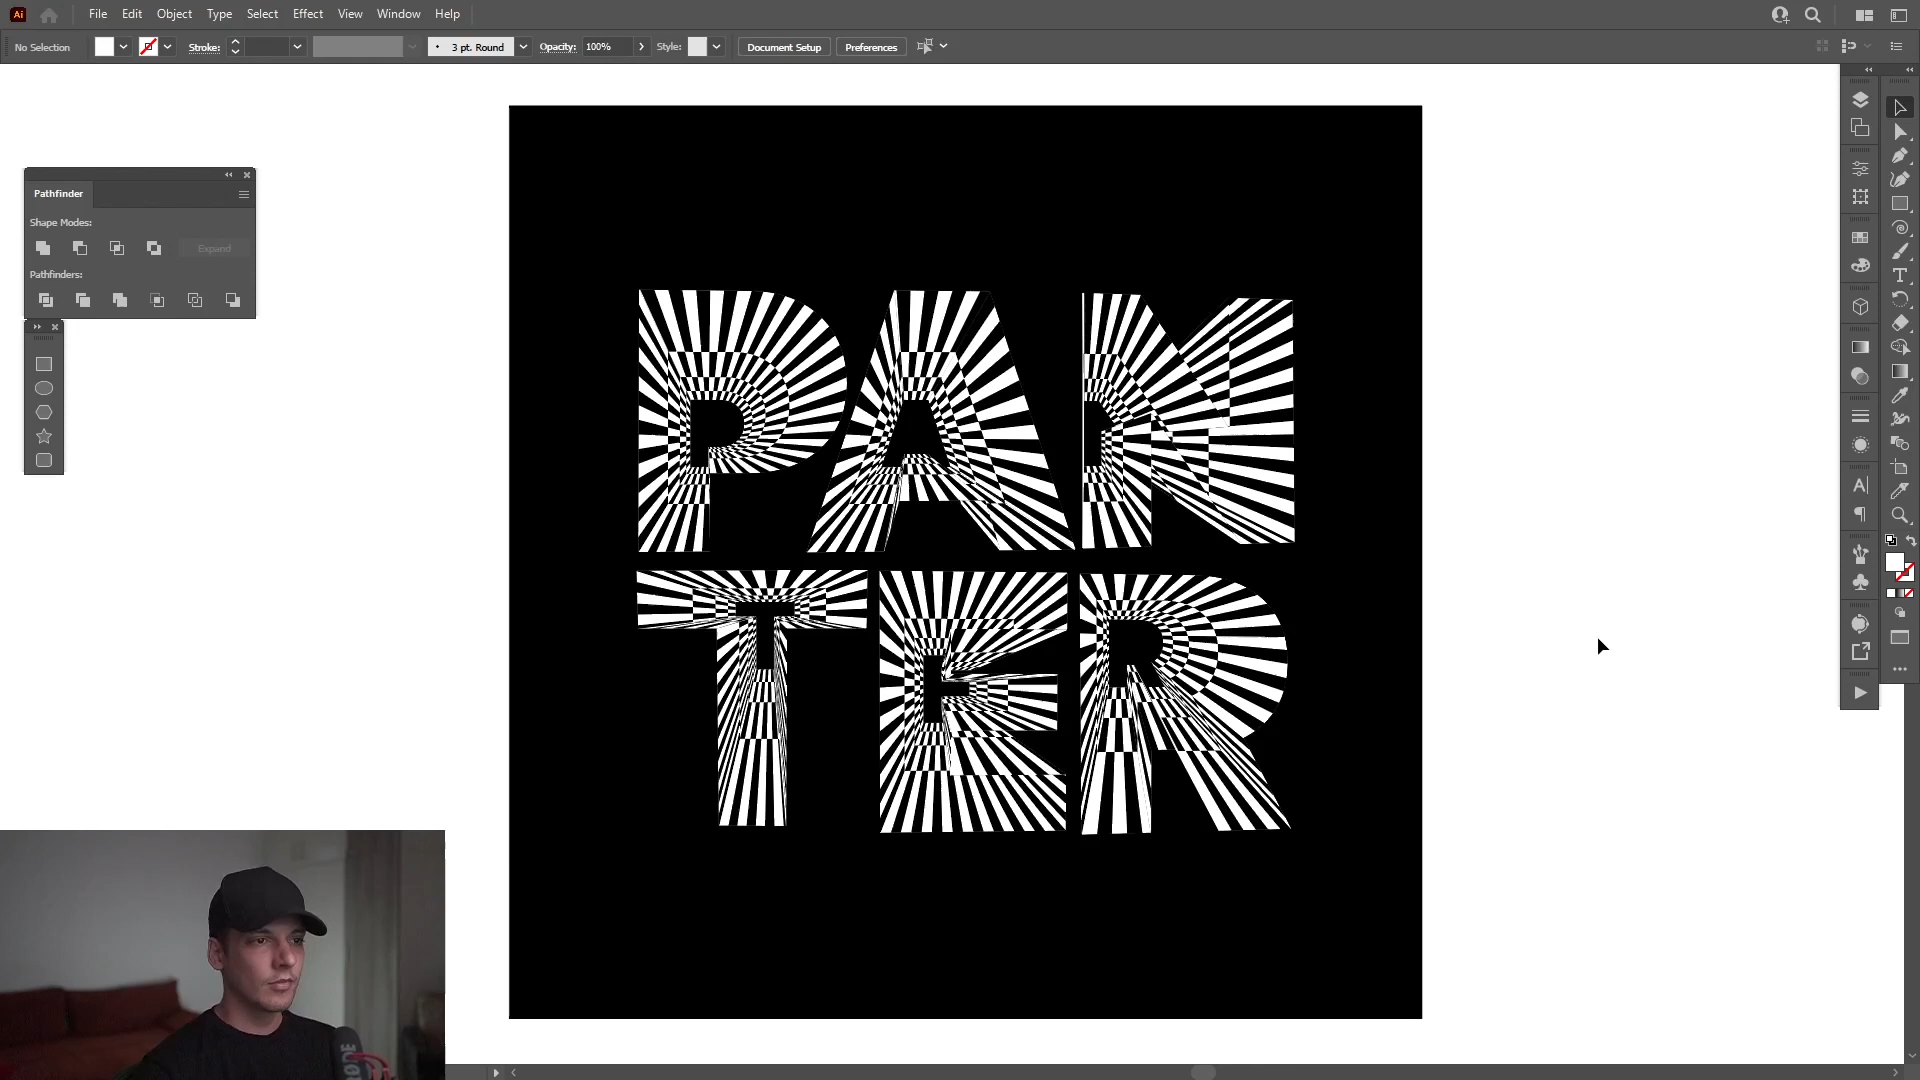 Ai File Edit Object Type Select Effect View Window Help
No Selection Stroke: 3 pt. Round Opacity: 100% Style: Document Setup Preferences
Pathfinder
Shape Modes:
Expand
Pathfinders:
PAN
TER
RØDE